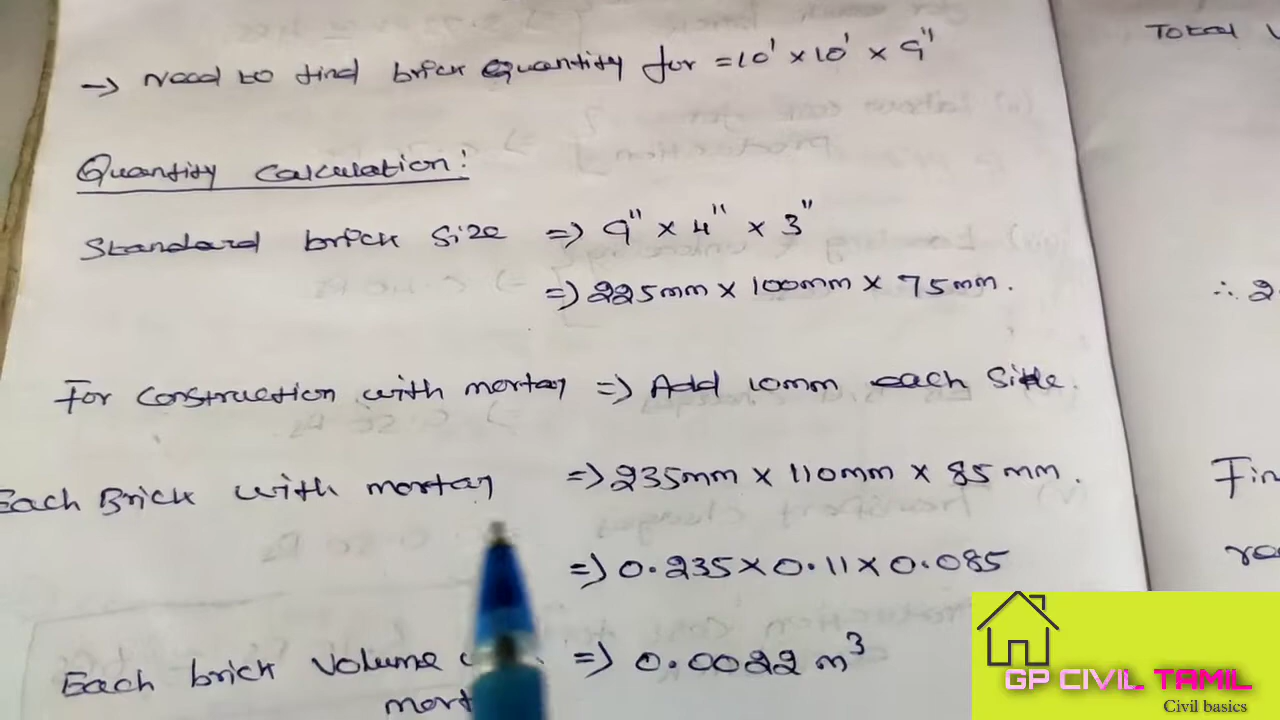 → Need to find brick quantity for = 10' × 10' × 9"
Quantity Calculation:
Standard brick size ⇒ 9" × 4" × 3"
⇒ 225mm × 100mm × 75mm.
For construction with mortar ⇒ Add 10mm each side.
Each Brick with mortar ⇒ 235mm × 110mm × 85mm.
⇒ 0.235 × 0.11 × 0.085
Each brick volume ⇒ 0.0022 m³
mort
Total
∴ 2
Fin
GP CIVIL TAMIL
Civil basics